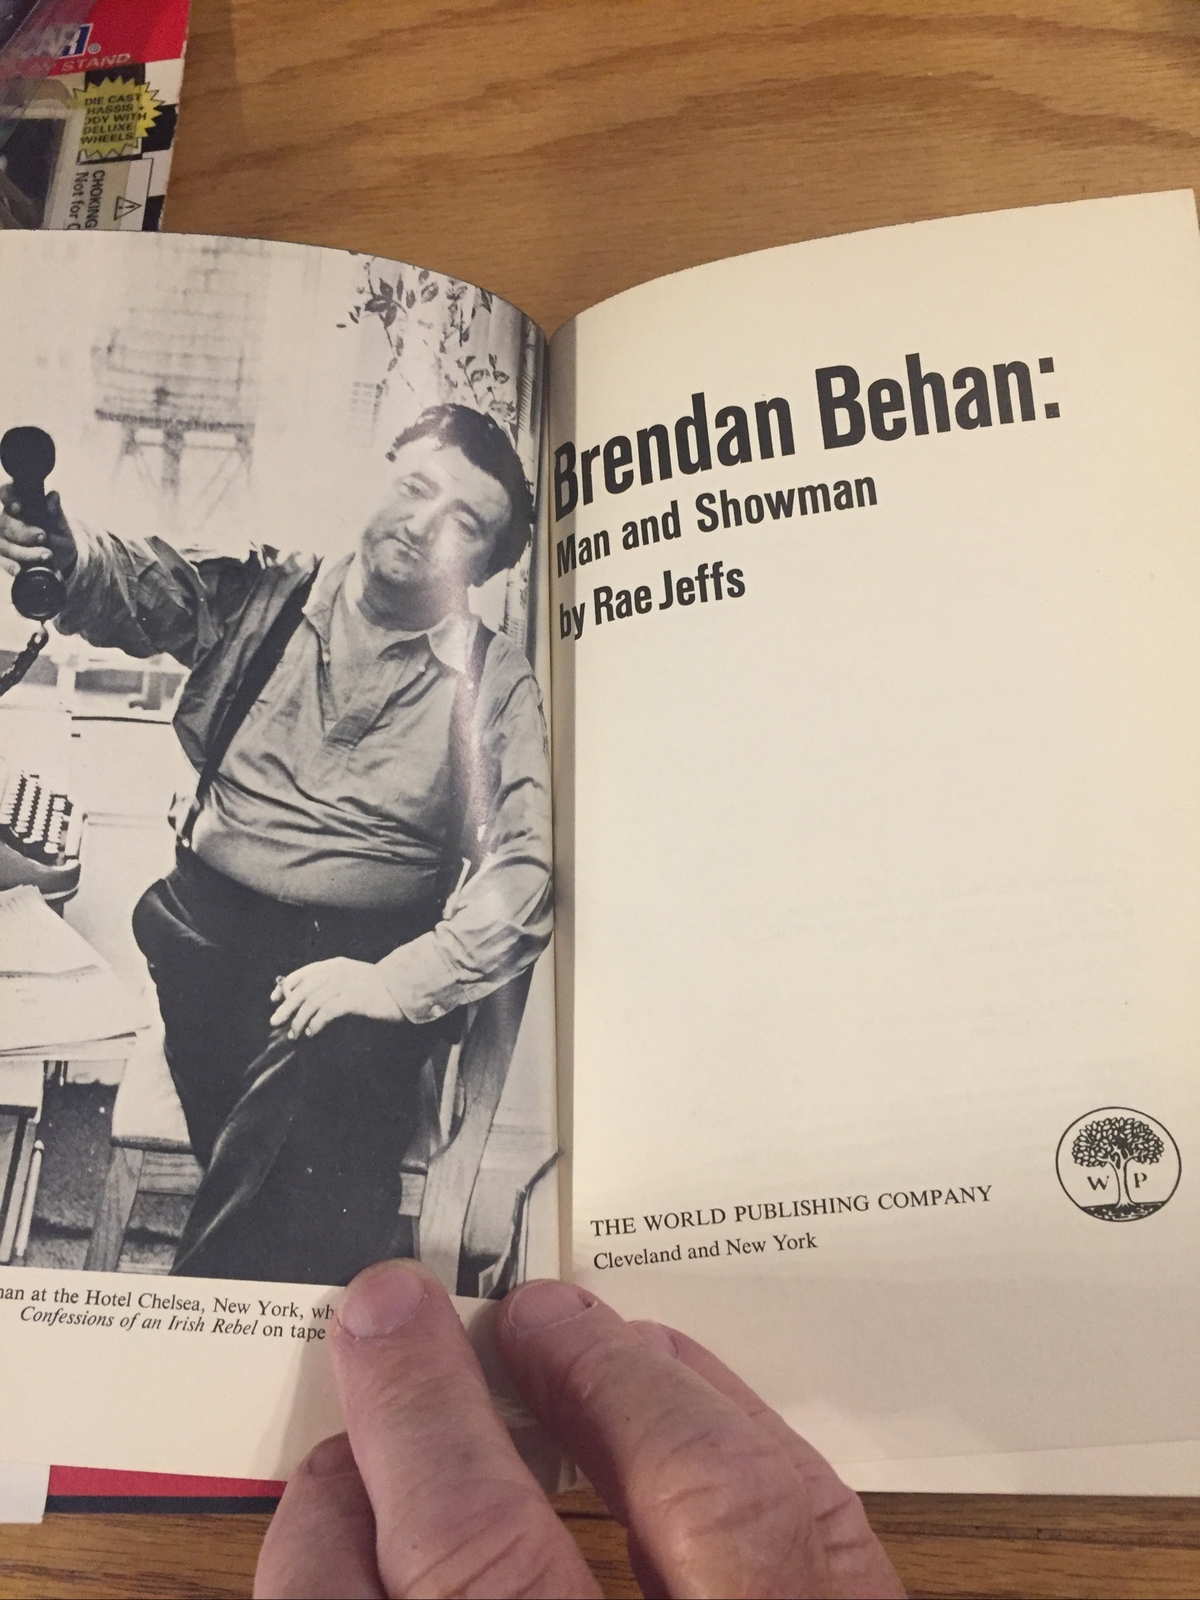 STAND
DIE CAST
WITH
DELUXE
WHEELS
CHOKING
Not for
Brendan Behan:
Man and Showman
by Rae Jeffs
W P
THE WORLD PUBLISHING COMPANY
Cleveland and New York
at the Hotel Chelsea, New York,
Confessions of an Irish Rebel on tape